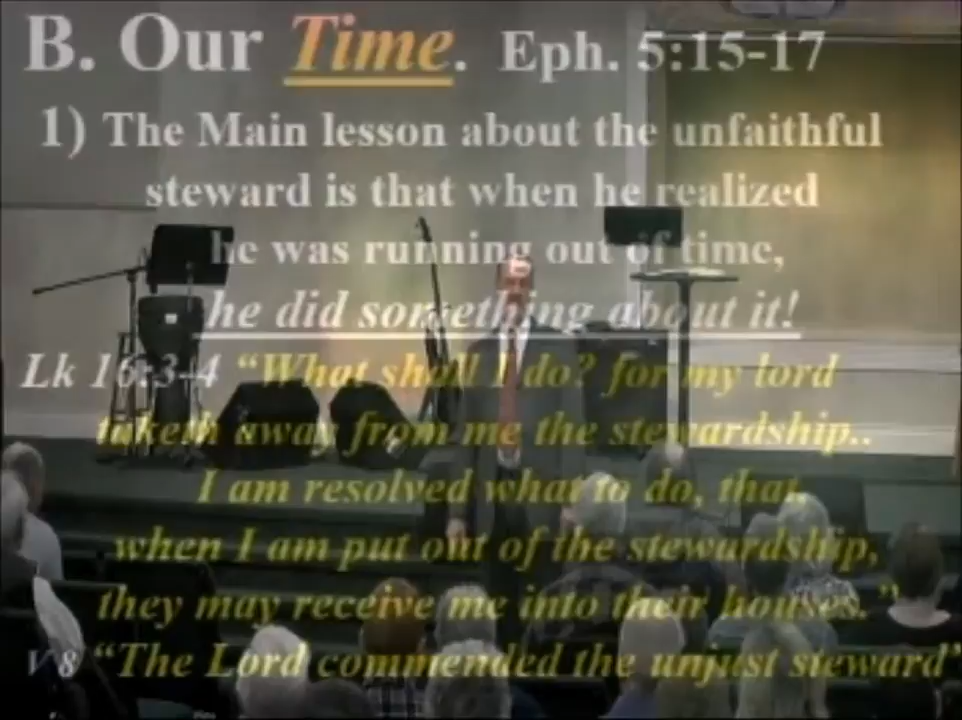 B. Our Time. Eph. 5:15-17
1) The Main lesson about the unfaithful
steward is that when he realized
he was running out of time,
he did something about it!
Lk 16:3-4 “What shall I do? for my lord
taketh away from me the stewardship..
I am resolved what to do, that,
when I am put out of the stewardship,
they may receive me into their houses.”
V 8 “The Lord commended the unjust steward”